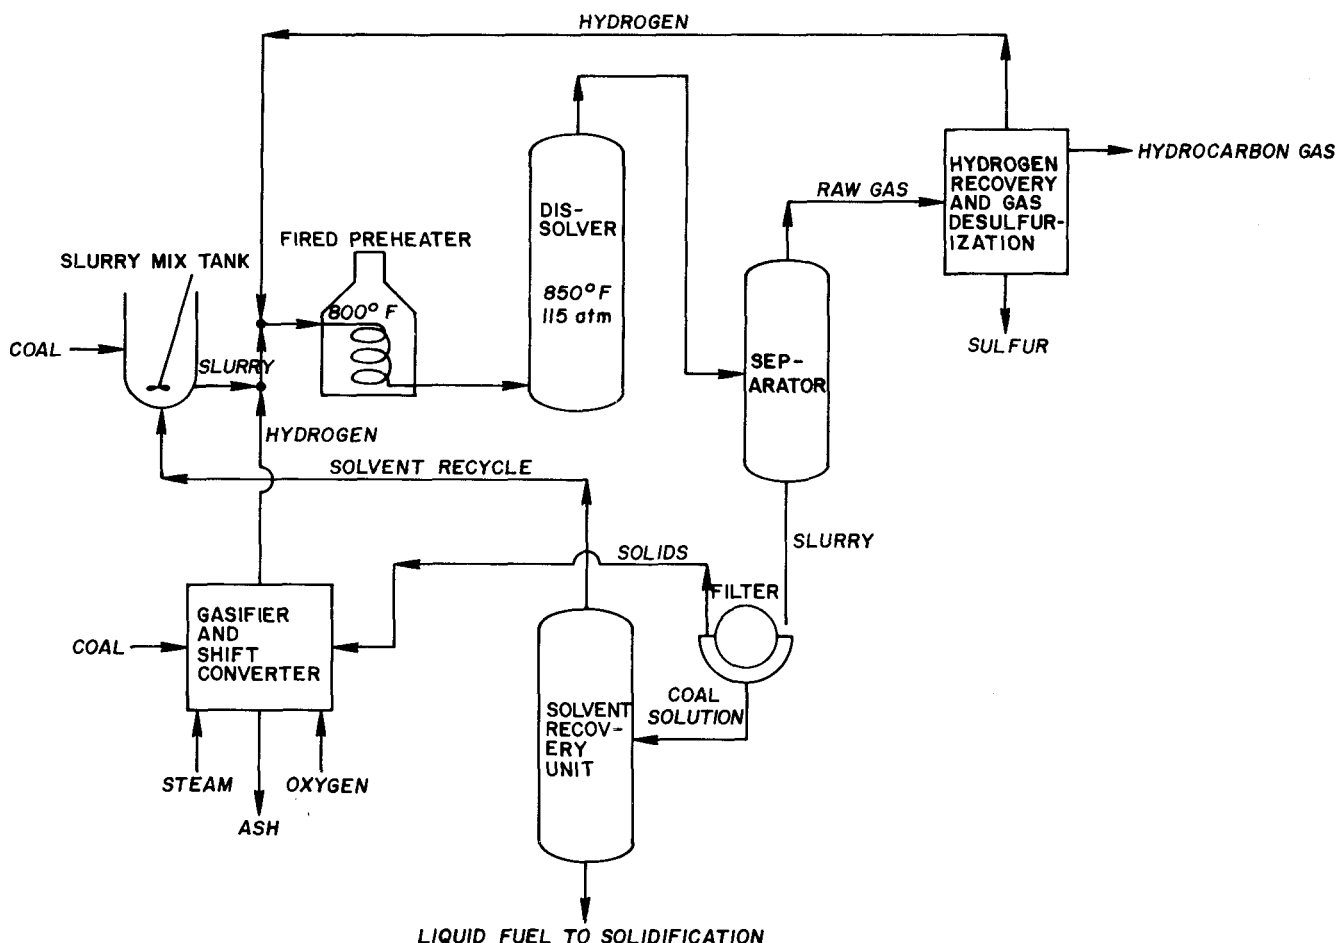 HYDROGEN
HYDROCARBON GAS
HYDROGEN
RECOVERY
AND GAS
DESULFUR-
IZATION
RAW GAS
DIS-
SOLVER
850° F
115 atm
FIRED PREHEATER
800° F
SLURRY MIX TANK
COAL
SLURRY
SEP-
ARATOR
SULFUR
HYDROGEN
SOLVENT RECYCLE
SLURRY
SOLIDS
FILTER
GASIFIER
AND
SHIFT
CONVERTER
COAL
COAL
SOLUTION
SOLVENT
RECOV-
ERY
UNIT
STEAM
OXYGEN
ASH
LIQUID FUEL TO SOLIDIFICATION